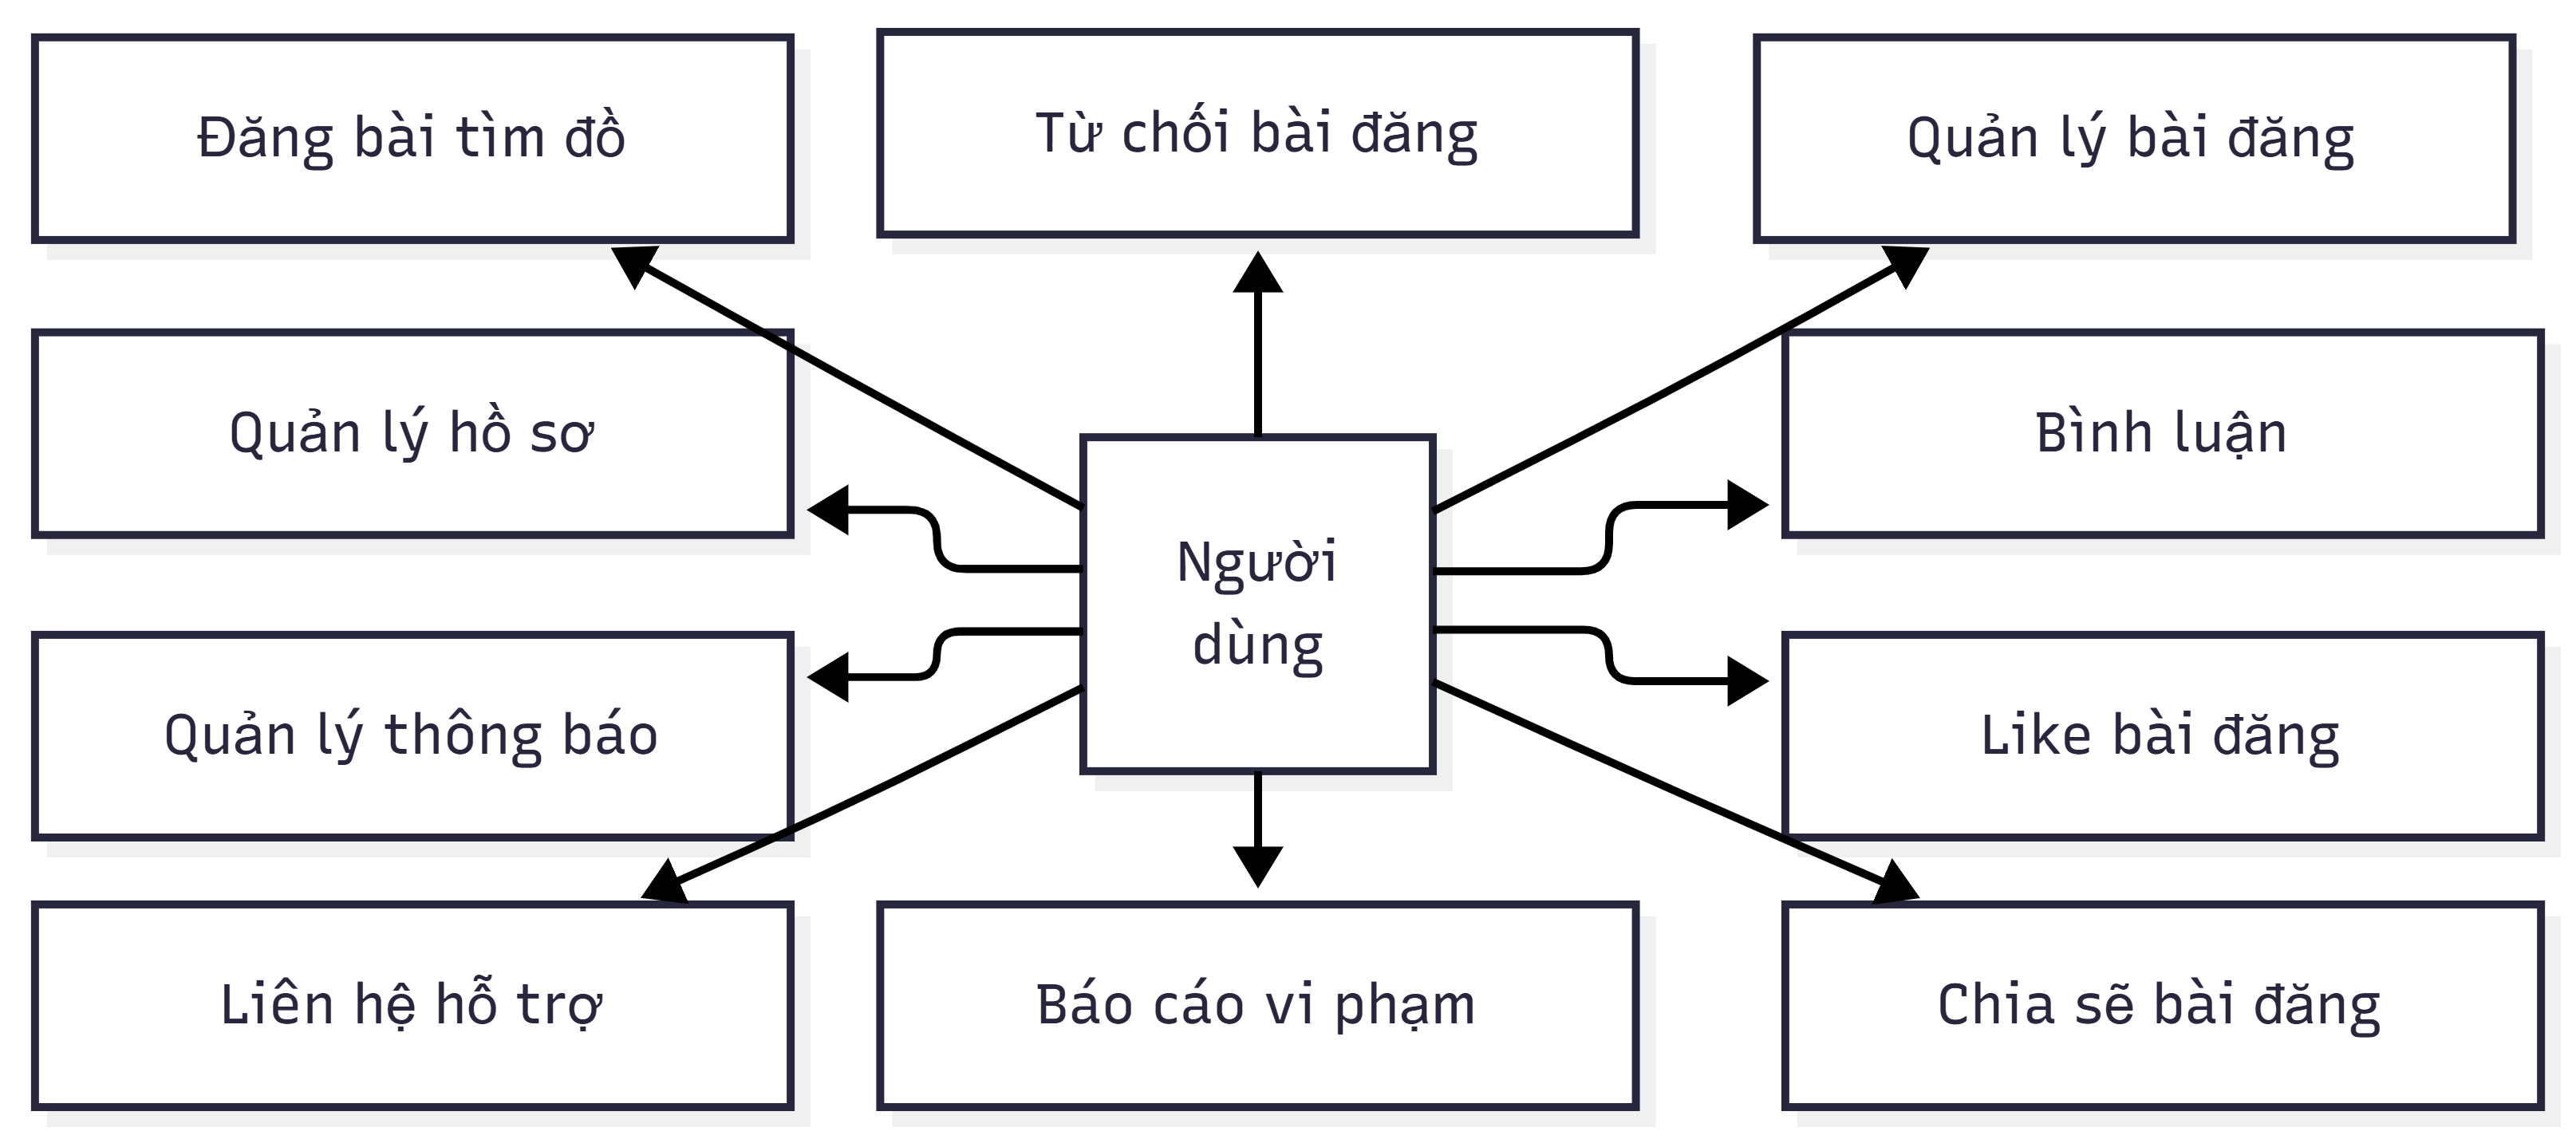 Đăng bài tìm đồ
Từ chối bài đăng
Quản lý bài đăng
Quản lý hồ sơ
Bình luận
Người
dùng
Quản lý thông báo
Like bài đăng
Liên hệ hỗ trợ
Báo cáo vi phạm
Chia sẽ bài đăng